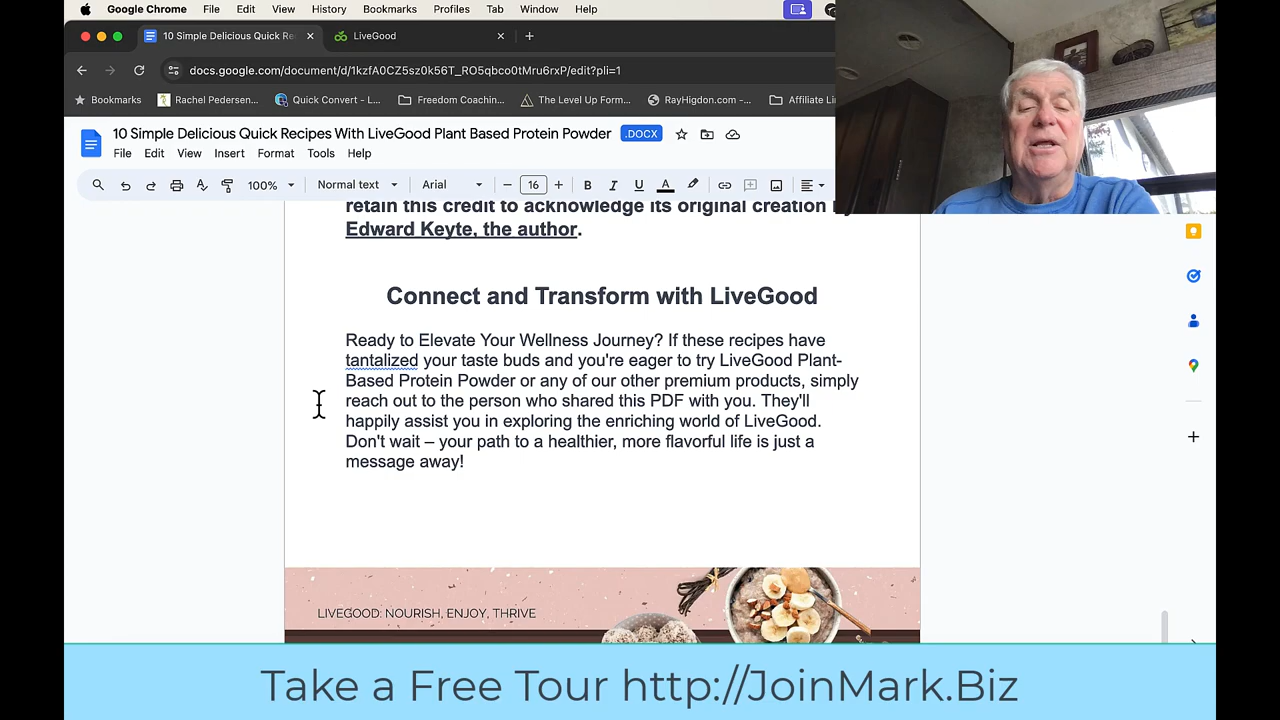 Google Chrome File Edit View History Bookmarks Profiles Tab Window Help
10 Simple Delicious Quick Re
LiveGood
docs.google.com/document/d/1kzfA0CZ5sz0k56T_RO5qbco0tMru6rxP/edit?pli=1
Bookmarks Rachel Pedersen... Quick Convert - L... Freedom Coachin... The Level Up Form... RayHigdon.com -... Affiliate Li
10 Simple Delicious Quick Recipes With LiveGood Plant Based Protein Powder .DOCX
File Edit View Insert Format Tools Help
100% Normal text Arial 16 B I U A
retain this credit to acknowledge its original creation by
Edward Keyte, the author.
Connect and Transform with LiveGood
Ready to Elevate Your Wellness Journey? If these recipes have
tantalized your taste buds and you're eager to try LiveGood Plant-
Based Protein Powder or any of our other premium products, simply
reach out to the person who shared this PDF with you. They'll
happily assist you in exploring the enriching world of LiveGood.
Don't wait – your path to a healthier, more flavorful life is just a
message away!
LIVEGOOD: NOURISH, ENJOY, THRIVE
Take a Free Tour http://JoinMark.Biz